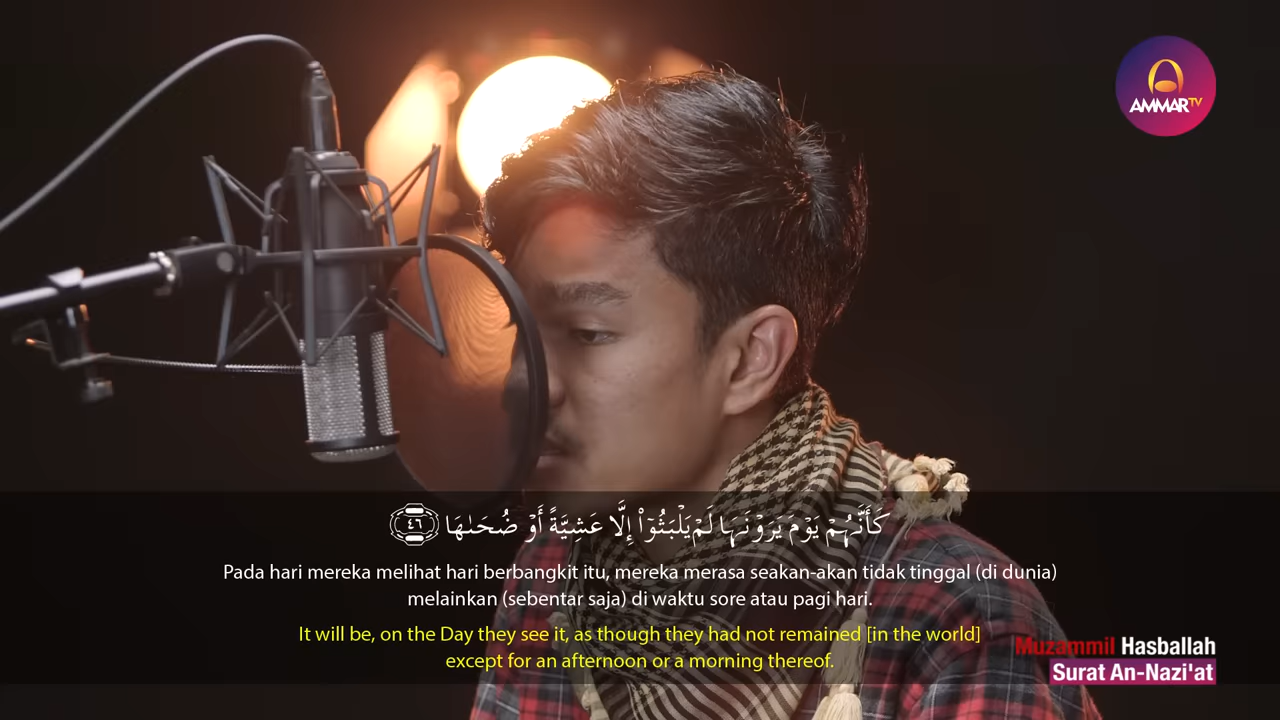 AMMARTV
كَأَنَّهُمْ يَوْمَ يَرَوْنَهَا لَمْ يَلْبَثُوٓا۟ إِلَّا عَشِيَّةً أَوْ ضُحَىٰهَا ٤٦
Pada hari mereka melihat hari berbangkit itu, mereka merasa seakan-akan tidak tinggal (di dunia)
melainkan (sebentar saja) di waktu sore atau pagi hari.
It will be, on the Day they see it, as though they had not remained [in the world]
except for an afternoon or a morning thereof.
Muzammil Hasballah
Surat An-Nazi'at